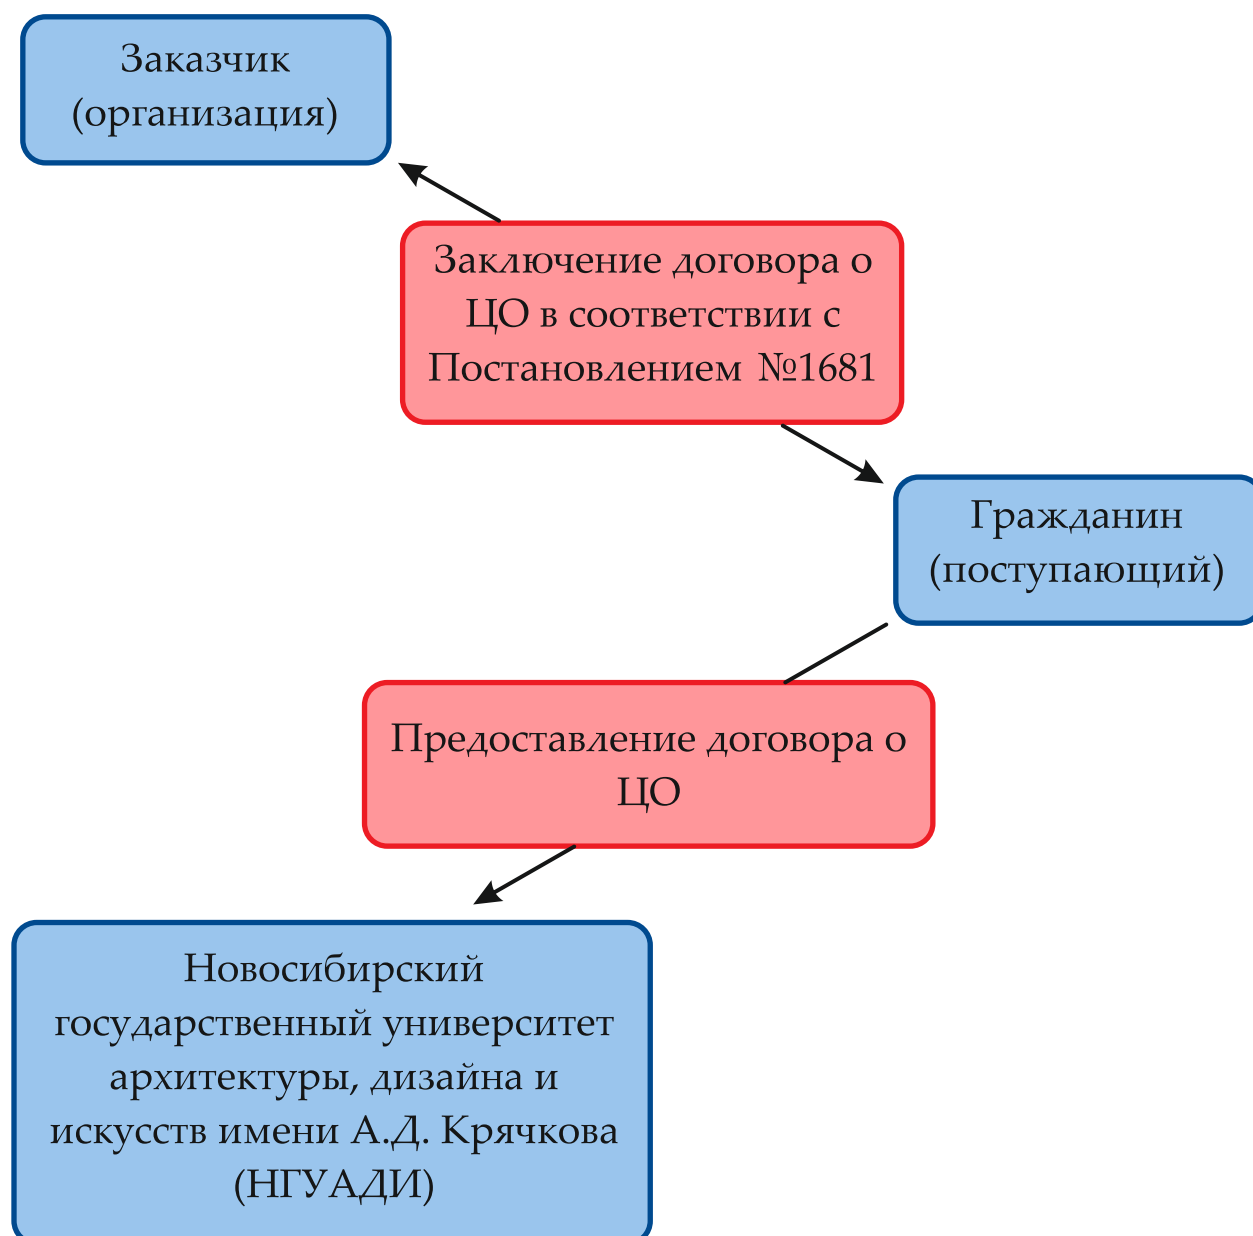 Заказчик
(организация)
Заключение договора о
ЦО в соответствии с
Постановлением №1681
Гражданин
(поступающий)
Предоставление договора о
ЦО
Новосибирский
государственный университет
архитектуры, дизайна и
искусств имени А.Д. Крячкова
(НГУАДИ)